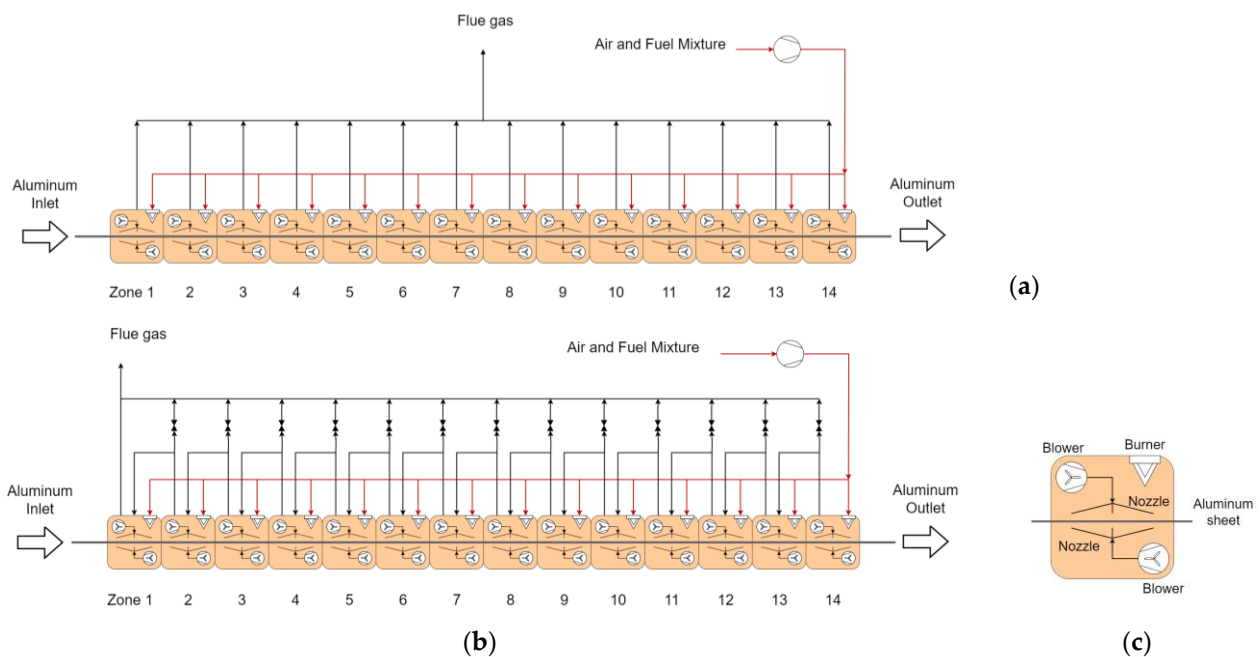 Flue gas
Air and Fuel Mixture
Aluminum
Inlet
Aluminum
Outlet
Zone 1 2 3 4 5 6 7 8 9 10 11 12 13 14
(a)
Flue gas
Air and Fuel Mixture
Aluminum
Inlet
Aluminum
Outlet
Zone 1 2 3 4 5 6 7 8 9 10 11 12 13 14
(b)
Blower
Burner
Nozzle
Aluminum
sheet
Nozzle
Blower
(c)